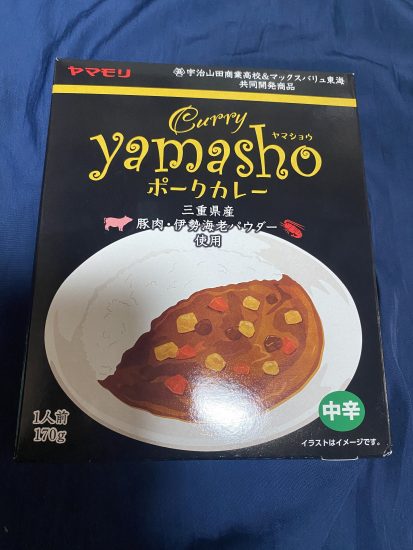 ヤマモリ
宇治山田商業高校&マックスバリュ東海
共同開発商品
Curry
ヤマショウ
yamasho
ポークカレー
三重県産
豚肉・伊勢海老パウダー
使用
1人前
170g
中辛
イラストはイメージです。